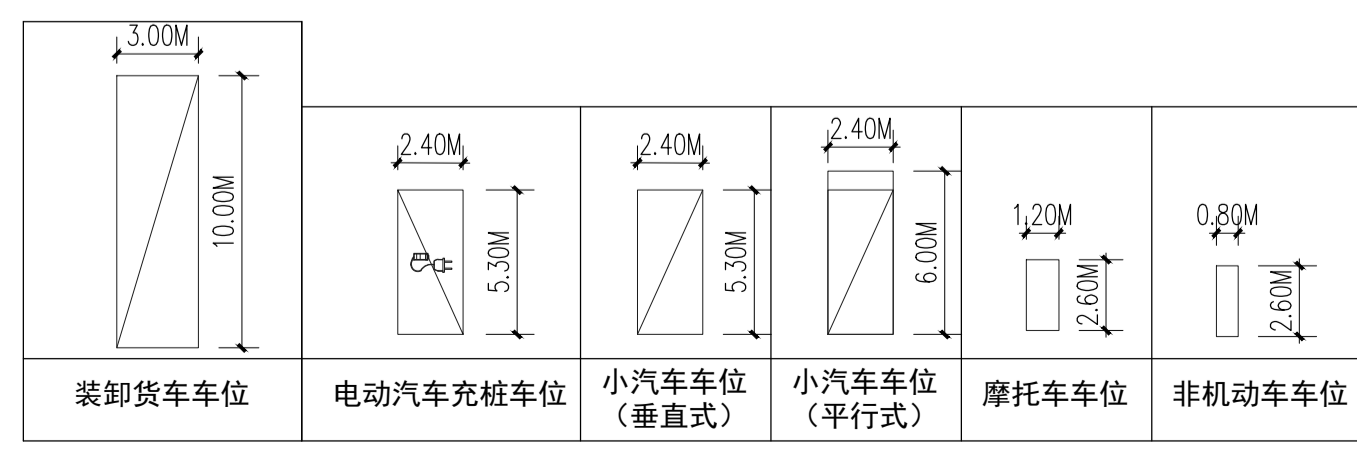 3.00M
10.00M
装卸货车车位
2.40M
5.30M
电动汽车充桩车位
2.40M
5.30M
小汽车车位
（垂直式）
2.40M
6.00M
小汽车车位
（平行式）
1.20M
2.60M
摩托车车位
0.80M
2.60M
非机动车车位